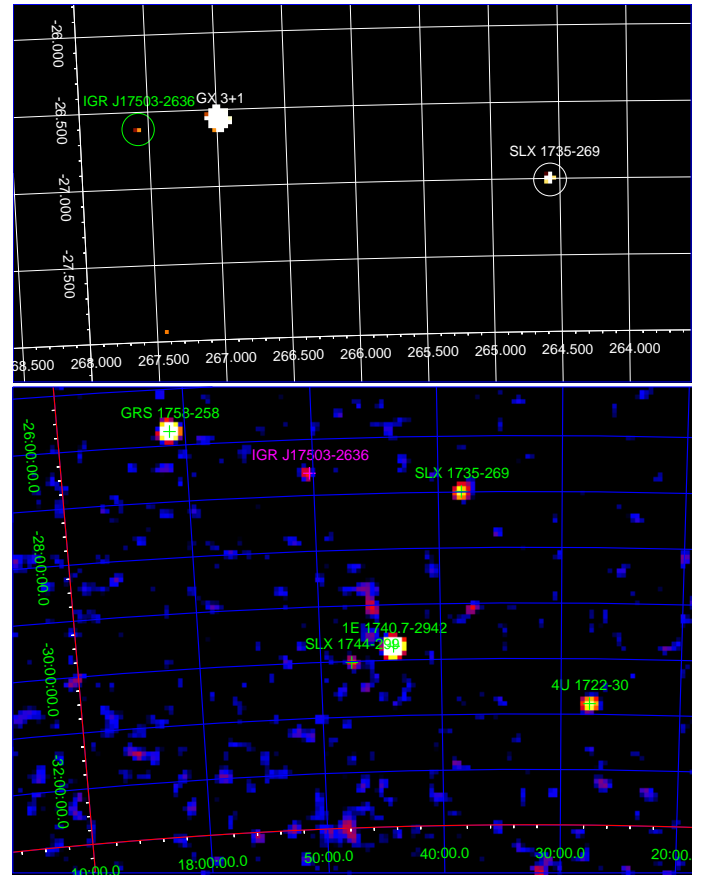 -26.000
IGR J17503-2636
GX 3+1
-26.500
SLX 1735-269
-27.000
-27.500
68.500
268.000
267.500
267.000
266.500
266.000
265.500
265.000
264.500
264.000
GRS 1758-258
-26:00:00.0
IGR J17503-2636
SLX 1735-269
-28:00:00.0
1E 1740.7-2942
SLX 1744-299
-30:00:00.0
4U 1722-30
-32:00:00.0
10:00.0
18:00:00.0
50:00.0
40:00.0
30:00.0
20:00.